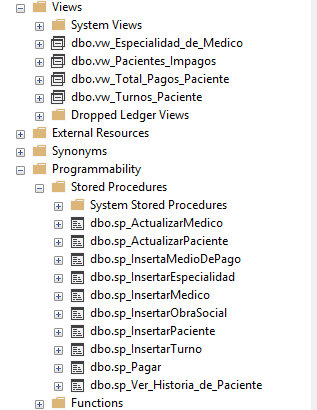 Views
System Views
dbo.vw_Especialidad_de_Medico
dbo.vw_Pacientes_Impagos
dbo.vw_Total_Pagos_Paciente
dbo.vw_Turnos_Paciente
Dropped Ledger Views
External Resources
Synonyms
Programmability
Stored Procedures
System Stored Procedures
dbo.sp_ActualizarMedico
dbo.sp_ActualizarPaciente
dbo.sp_InsertaMedioDePago
dbo.sp_InsertarEspecialidad
dbo.sp_InsertarMedico
dbo.sp_InsertarObraSocial
dbo.sp_InsertarPaciente
dbo.sp_InsertarTurno
dbo.sp_Pagar
dbo.sp_Ver_Historia_de_Paciente
Functions